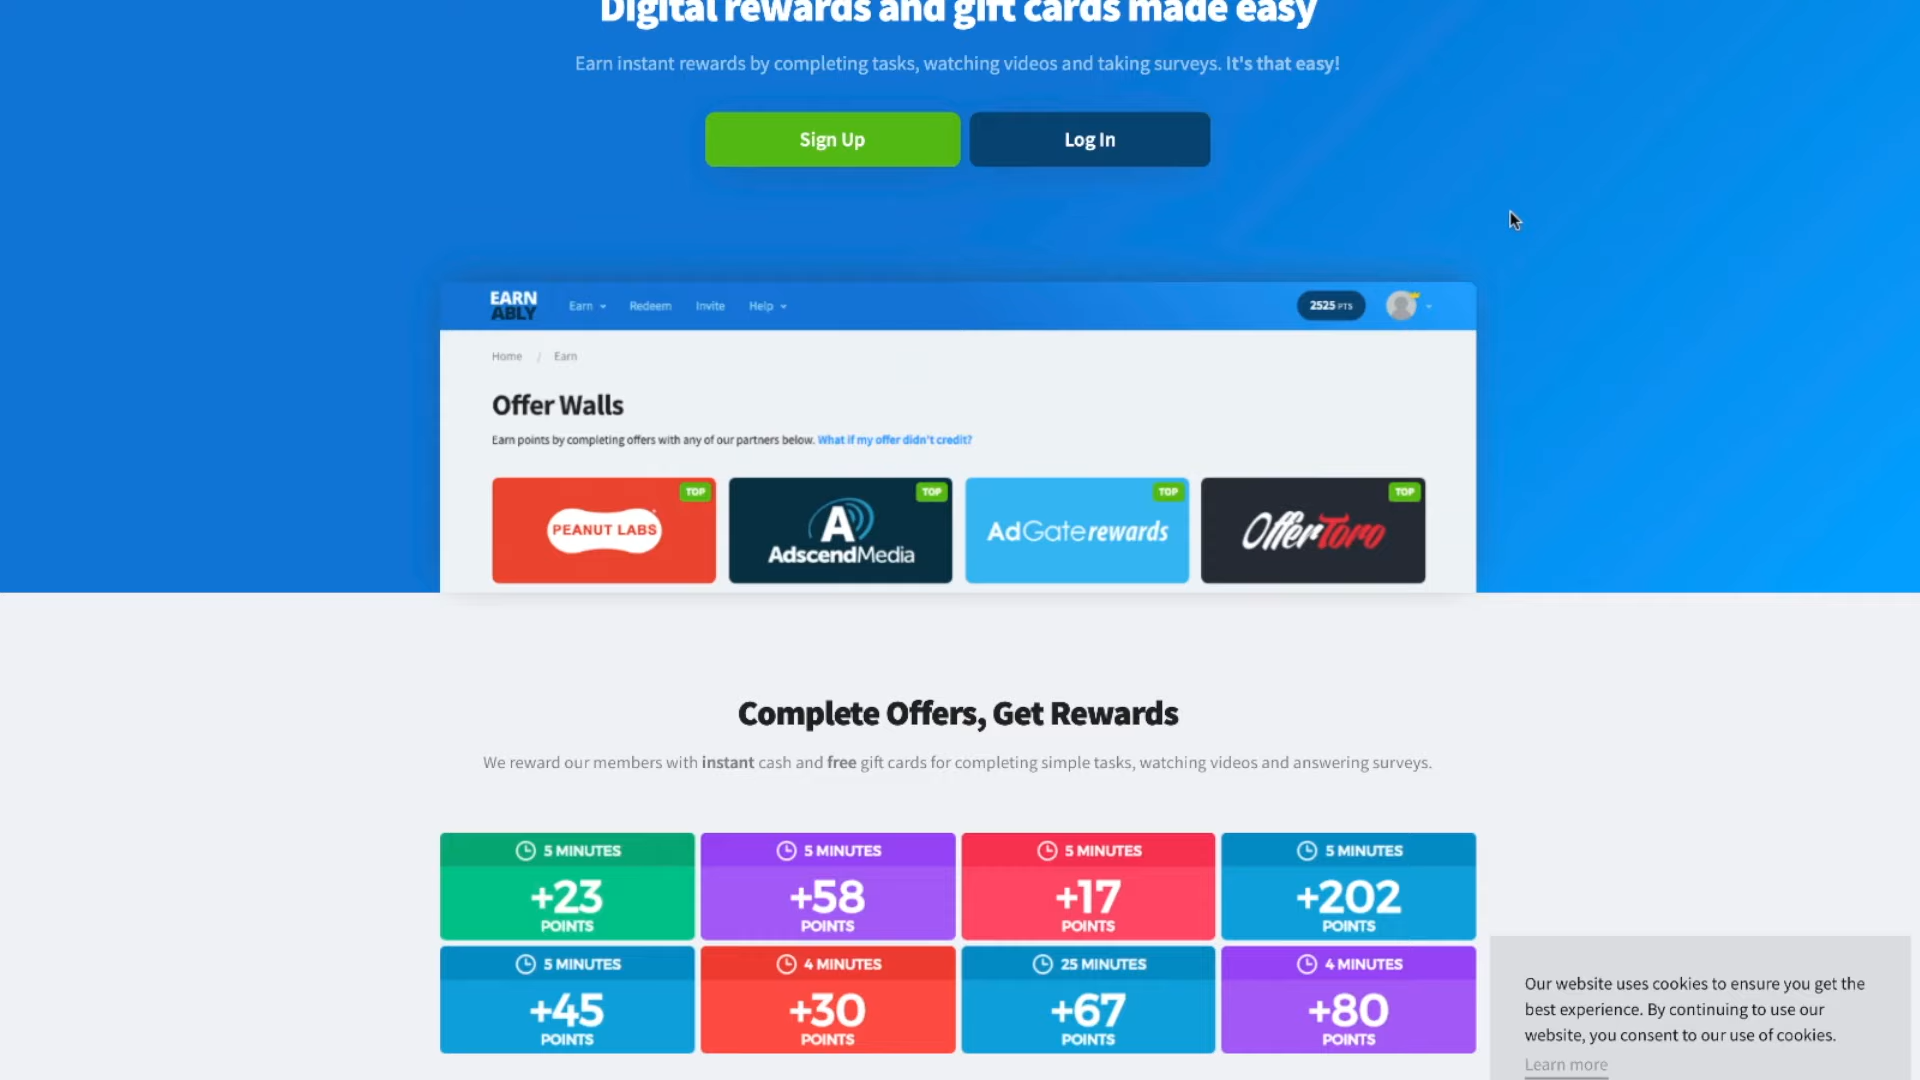 Digital rewards and gift cards made easy
Earn instant rewards by completing tasks, watching videos and taking surveys. It's that easy!
Sign Up
Log In
EARN
ABLY
Earn
Redeem
Invite
Help
2525 PTS
Home / Earn
Offer Walls
Earn points by completing offers with any of our partners below. What if my offer didn't credit?
TOP
PEANUT LABS
TOP
AdscendMedia
TOP
AdGate rewards
TOP
OfferToro
Complete Offers, Get Rewards
We reward our members with instant cash and free gift cards for completing simple tasks, watching videos and answering surveys.
5 MINUTES
+23
POINTS
5 MINUTES
+58
POINTS
5 MINUTES
+17
POINTS
5 MINUTES
+202
POINTS
5 MINUTES
+45
POINTS
4 MINUTES
+30
POINTS
25 MINUTES
+67
POINTS
4 MINUTES
+80
POINTS
Our website uses cookies to ensure you get the
best experience. By continuing to use our
website, you consent to our use of cookies.
Learn more